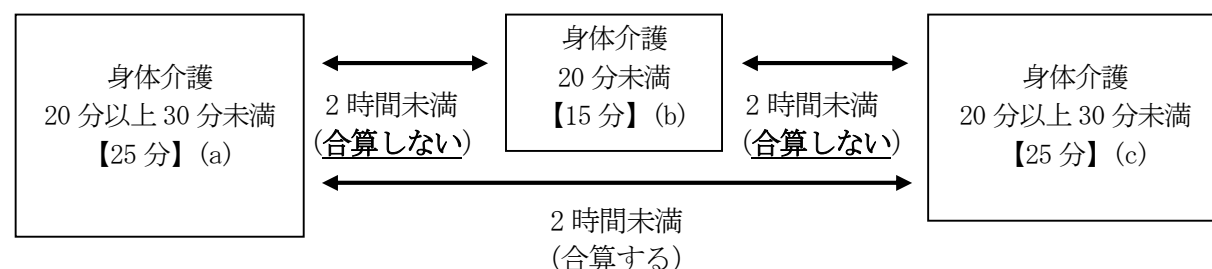 身体介護
20 分以上 30 分未満
【25 分】(a)
2 時間未満
(合算しない)
身体介護
20 分未満
【15 分】(b)
2 時間未満
(合算しない)
身体介護
20 分以上 30 分未満
【25 分】(c)
2 時間未満
(合算する)